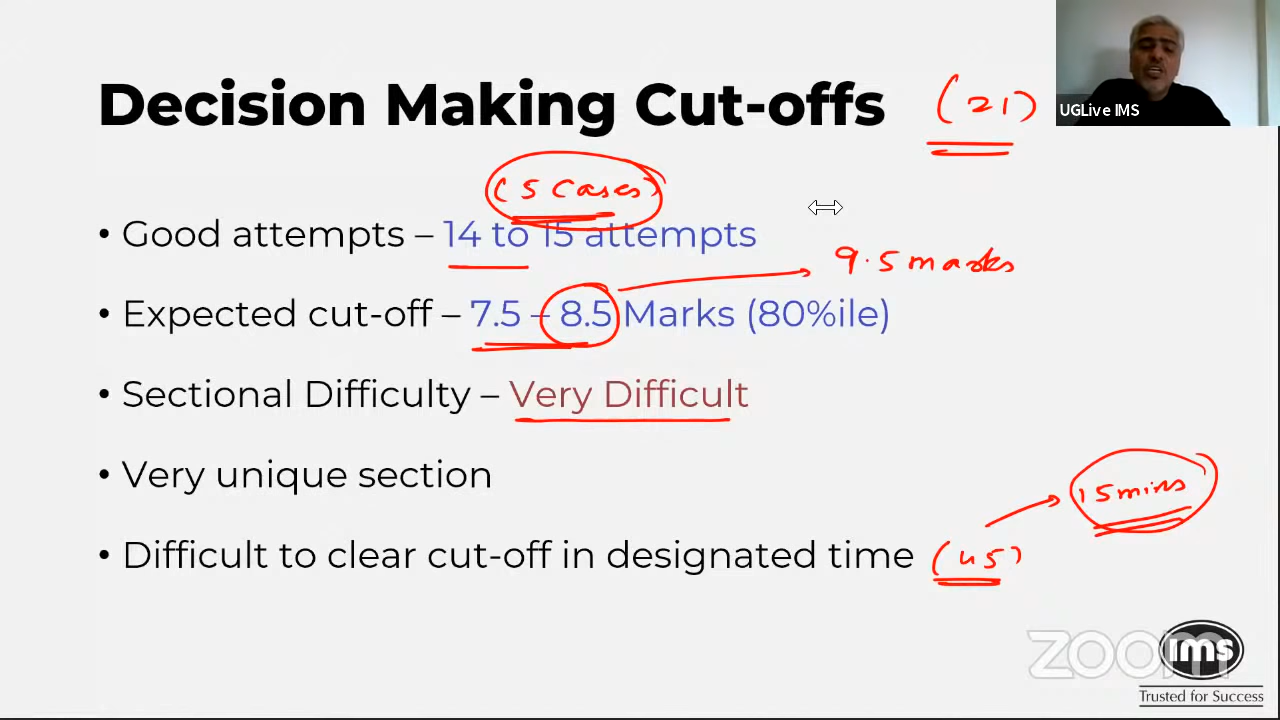 Decision Making Cut-offs (21)
UGLive IMS
(5 Cases)
• Good attempts – 14 to 15 attempts
9.5 marks
• Expected cut-off – 7.5 – 8.5 Marks (80%ile)
• Sectional Difficulty – Very Difficult
• Very unique section
15 mins
• Difficult to clear cut-off in designated time (45)
zoom
ims
Trusted for Success